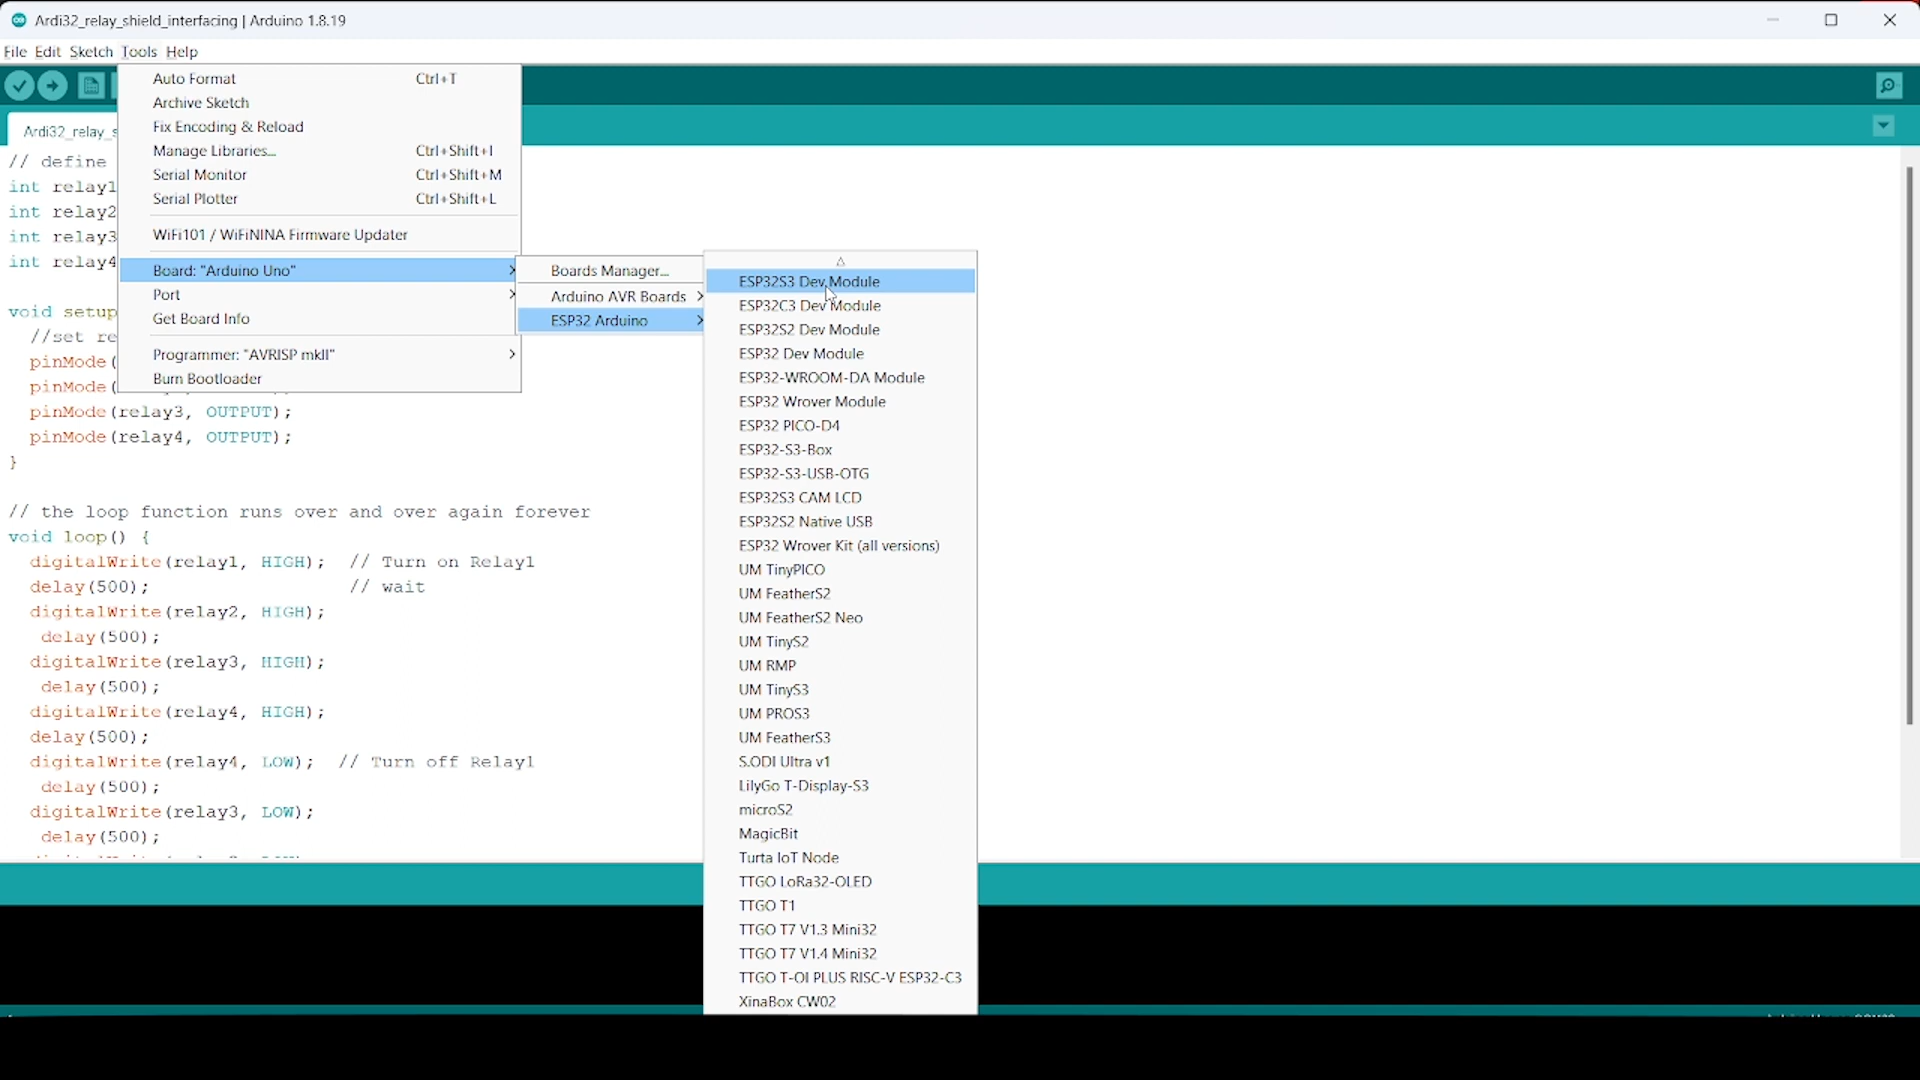 Ardi32_relay_shield_interfacing | Arduino 1.8.19
File Edit Sketch Tools Help
Auto Format Ctrl+T
Archive Sketch
Fix Encoding & Reload
Manage Libraries... Ctrl+Shift+I
Serial Monitor Ctrl+Shift+M
Serial Plotter Ctrl+Shift+L
WiFi101 / WiFiNINA Firmware Updater
Board: "Arduino Uno"
Port
Get Board Info
Programmer: "AVRISP mkII"
Burn Bootloader
Boards Manager...
Arduino AVR Boards
ESP32 Arduino
ESP32S3 Dev Module
ESP32C3 Dev Module
ESP32S2 Dev Module
ESP32 Dev Module
ESP32-WROOM-DA Module
ESP32 Wrover Module
ESP32 PICO-D4
ESP32-S3-Box
ESP32-S3-USB-OTG
ESP32S3 CAM LCD
ESP32S2 Native USB
ESP32 Wrover Kit (all versions)
UM TinyPICO
UM FeatherS2
UM FeatherS2 Neo
UM TinyS2
UM RMP
UM TinyS3
UM PROS3
UM FeatherS3
S.ODI Ultra v1
LilyGo T-Display-S3
microS2
MagicBit
Turta IoT Node
TTGO LoRa32-OLED
TTGO T1
TTGO T7 V1.3 Mini32
TTGO T7 V1.4 Mini32
TTGO T-OI PLUS RISC-V ESP32-C3
XinaBox CW02
Ardi32_relay_s
// define
int relay1
int relay2
int relay3
int relay4
void setup
//set re
pinMode(
pinMode(
pinMode(relay3, OUTPUT);
pinMode(relay4, OUTPUT);
}
// the loop function runs over and over again forever
void loop() {
digitalWrite(relay1, HIGH); // Turn on Relay1
delay(500); // wait
digitalWrite(relay2, HIGH);
delay(500);
digitalWrite(relay3, HIGH);
delay(500);
digitalWrite(relay4, HIGH);
delay(500);
digitalWrite(relay4, LOW); // Turn off Relay1
delay(500);
digitalWrite(relay3, LOW);
delay(500);